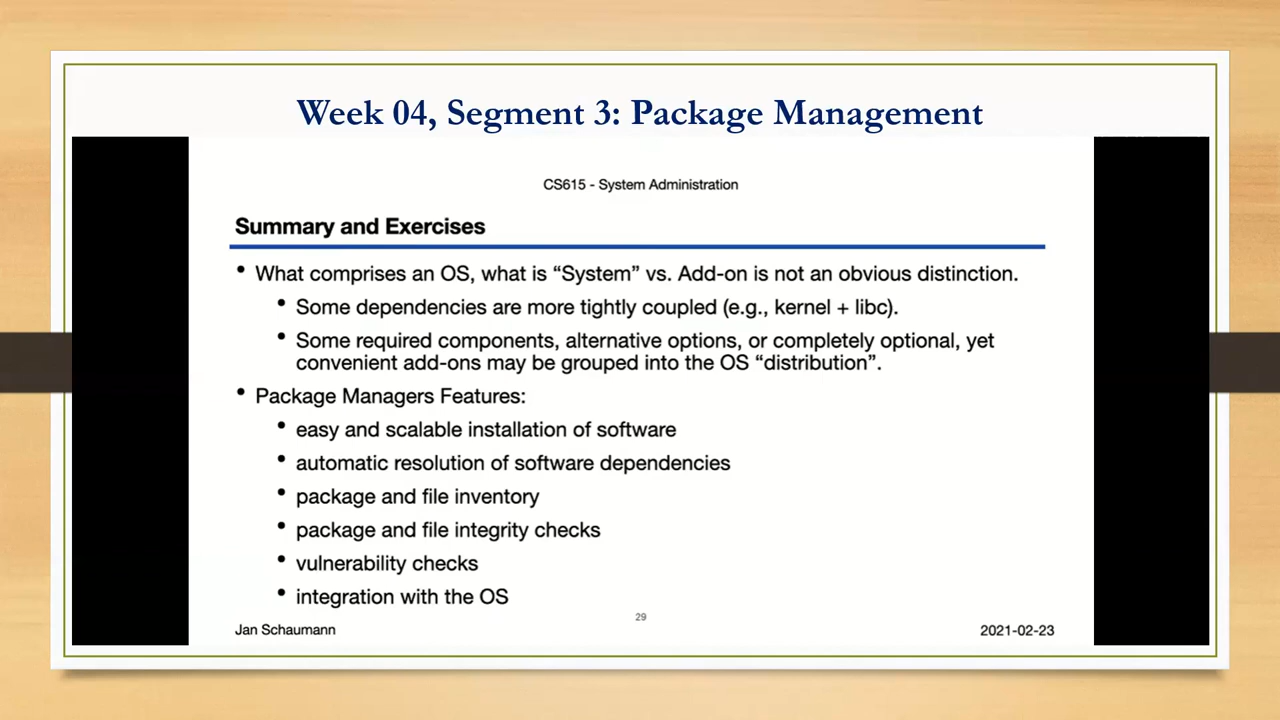 Week 04, Segment 3: Package Management
CS615 - System Administration
Summary and Exercises
• What comprises an OS, what is “System” vs. Add-on is not an obvious distinction.
• Some dependencies are more tightly coupled (e.g., kernel + libc).
• Some required components, alternative options, or completely optional, yet
convenient add-ons may be grouped into the OS “distribution”.
• Package Managers Features:
• easy and scalable installation of software
• automatic resolution of software dependencies
• package and file inventory
• package and file integrity checks
• vulnerability checks
• integration with the OS
29
Jan Schaumann
2021-02-23